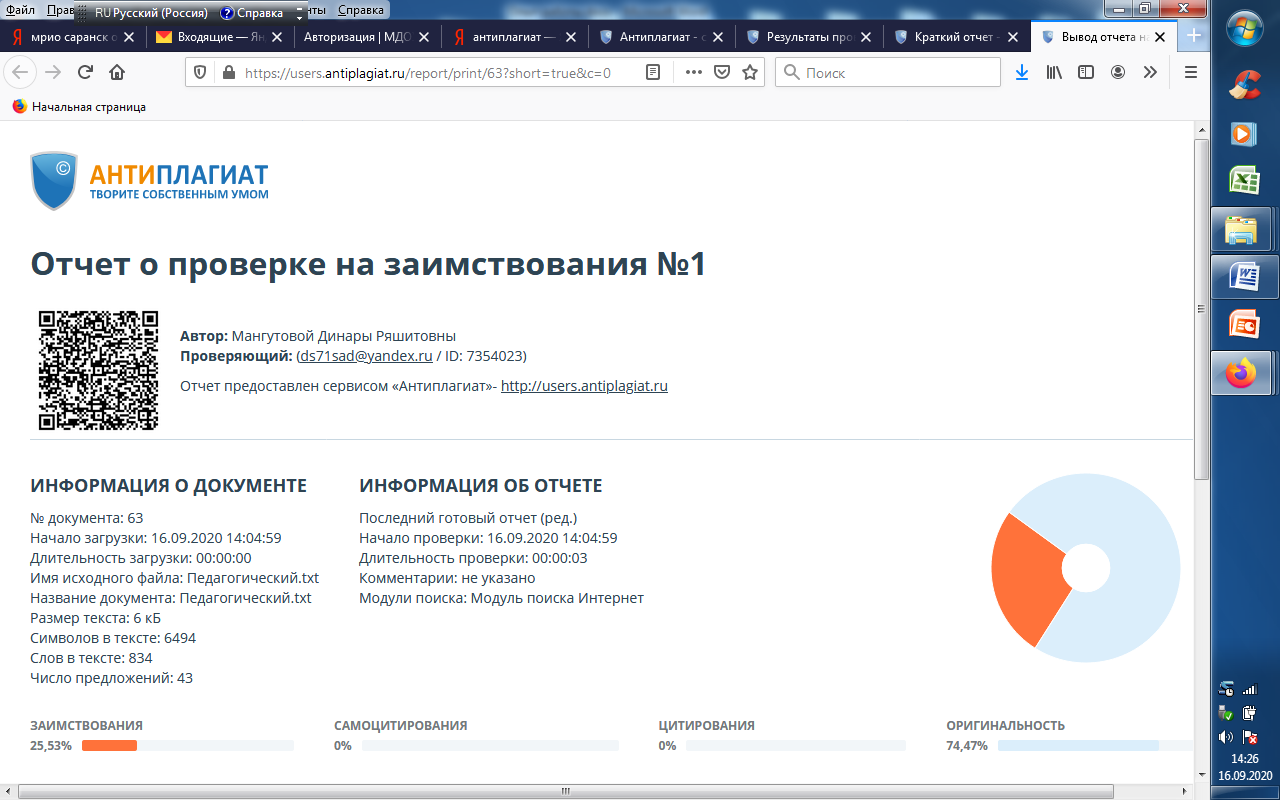 Файл
RU Русский (Россия)
Справка
Справка
мрио саранск о
Входящие — Ян
Авторизация | МДО
антиплагиат —
Антиплагиат - с
Результаты про
Краткий отчет -
Вывод отчета на
https://users.antiplagiat.ru/report/print/63?short=true&c=0
Поиск
Начальная страница
АНТИПЛАГИАТ
ТВОРИТЕ СОБСТВЕННЫМ УМОМ
Отчет о проверке на заимствования №1
Автор: Мангутовой Динары Ряшитовны
Проверяющий: (ds71sad@yandex.ru / ID: 7354023)
Отчет предоставлен сервисом «Антиплагиат»- http://users.antiplagiat.ru
ИНФОРМАЦИЯ О ДОКУМЕНТЕ
№ документа: 63
Начало загрузки: 16.09.2020 14:04:59
Длительность загрузки: 00:00:00
Имя исходного файла: Педагогический.txt
Название документа: Педагогический.txt
Размер текста: 6 кБ
Символов в тексте: 6494
Слов в тексте: 834
Число предложений: 43
ИНФОРМАЦИЯ ОБ ОТЧЕТЕ
Последний готовый отчет (ред.)
Начало проверки: 16.09.2020 14:04:59
Длительность проверки: 00:00:03
Комментарии: не указано
Модули поиска: Модуль поиска Интернет
ЗАИМСТВОВАНИЯ
25,53%
САМОЦИТИРОВАНИЯ
0%
ЦИТИРОВАНИЯ
0%
ОРИГИНАЛЬНОСТЬ
74,47%
14:26
16.09.2020